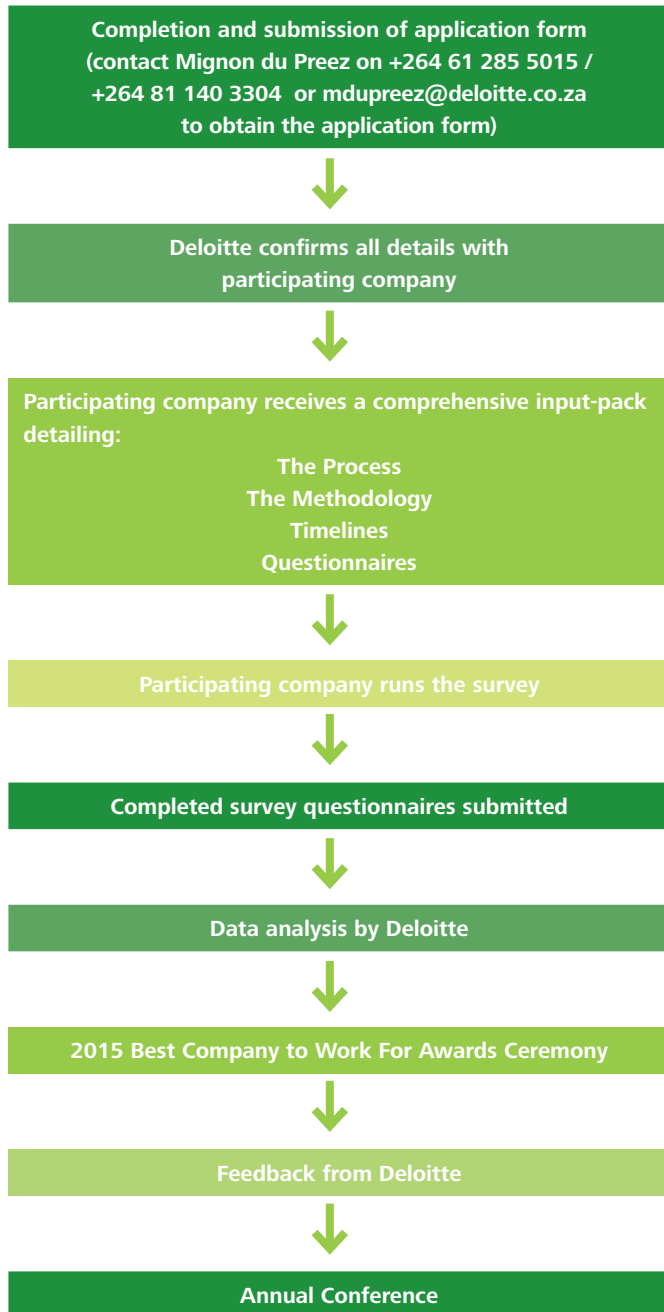 Completion and submission of application form
(contact Mignon du Preez on +264 61 285 5015 /
+264 81 140 3304 or mdupreez@deloitte.co.za
to obtain the application form)
Deloitte confirms all details with
participating company
Participating company receives a comprehensive input-pack
detailing:
The Process
The Methodology
Timelines
Questionnaires
Participating company runs the survey
Completed survey questionnaires submitted
Data analysis by Deloitte
2015 Best Company to Work For Awards Ceremony
Feedback from Deloitte
Annual Conference